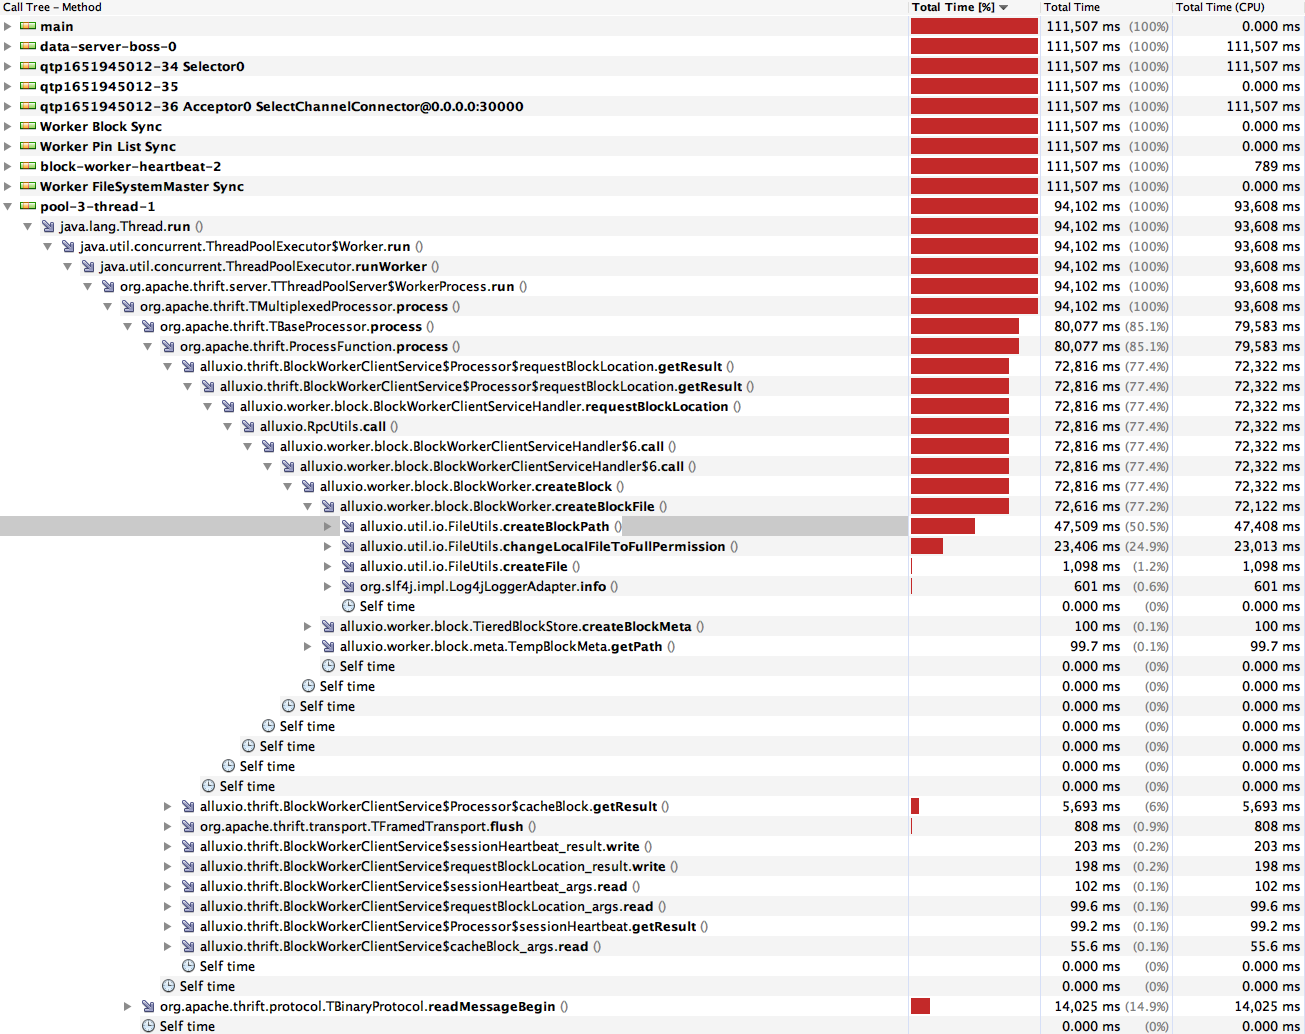 Call Tree – Method Total Time [%] Total Time Total Time (CPU)
main 111,507 ms (100%) 0.000 ms
data-server-boss-0 111,507 ms (100%) 111,507 ms
qtp1651945012-34 Selector0 111,507 ms (100%) 111,507 ms
qtp1651945012-35 111,507 ms (100%) 0.000 ms
qtp1651945012-36 Acceptor0 SelectChannelConnector@0.0.0.0:30000 111,507 ms (100%) 111,507 ms
Worker Block Sync 111,507 ms (100%) 0.000 ms
Worker Pin List Sync 111,507 ms (100%) 0.000 ms
block-worker-heartbeat-2 111,507 ms (100%) 789 ms
Worker FileSystemMaster Sync 111,507 ms (100%) 0.000 ms
pool-3-thread-1 94,102 ms (100%) 93,608 ms
java.lang.Thread.run () 94,102 ms (100%) 93,608 ms
java.util.concurrent.ThreadPoolExecutor$Worker.run () 94,102 ms (100%) 93,608 ms
java.util.concurrent.ThreadPoolExecutor.runWorker () 94,102 ms (100%) 93,608 ms
org.apache.thrift.server.TThreadPoolServer$WorkerProcess.run () 94,102 ms (100%) 93,608 ms
org.apache.thrift.TMultiplexedProcessor.process () 94,102 ms (100%) 93,608 ms
org.apache.thrift.TBaseProcessor.process () 80,077 ms (85.1%) 79,583 ms
org.apache.thrift.ProcessFunction.process () 80,077 ms (85.1%) 79,583 ms
alluxio.thrift.BlockWorkerClientService$Processor$requestBlockLocation.getResult () 72,816 ms (77.4%) 72,322 ms
alluxio.thrift.BlockWorkerClientService$Processor$requestBlockLocation.getResult () 72,816 ms (77.4%) 72,322 ms
alluxio.worker.block.BlockWorkerClientServiceHandler.requestBlockLocation () 72,816 ms (77.4%) 72,322 ms
alluxio.RpcUtils.call () 72,816 ms (77.4%) 72,322 ms
alluxio.worker.block.BlockWorkerClientServiceHandler$6.call () 72,816 ms (77.4%) 72,322 ms
alluxio.worker.block.BlockWorkerClientServiceHandler$6.call () 72,816 ms (77.4%) 72,322 ms
alluxio.worker.block.BlockWorker.createBlock () 72,816 ms (77.4%) 72,322 ms
alluxio.worker.block.BlockWorker.createBlockFile () 72,616 ms (77.2%) 72,122 ms
alluxio.util.io.FileUtils.createBlockPath () 47,509 ms (50.5%) 47,408 ms
alluxio.util.io.FileUtils.changeLocalFileToFullPermission () 23,406 ms (24.9%) 23,013 ms
alluxio.util.io.FileUtils.createFile () 1,098 ms (1.2%) 1,098 ms
org.slf4j.impl.Log4jLoggerAdapter.info () 601 ms (0.6%) 601 ms
Self time 0.000 ms (0%) 0.000 ms
alluxio.worker.block.TieredBlockStore.createBlockMeta () 100 ms (0.1%) 100 ms
alluxio.worker.block.meta.TempBlockMeta.getPath () 99.7 ms (0.1%) 99.7 ms
Self time 0.000 ms (0%) 0.000 ms
Self time 0.000 ms (0%) 0.000 ms
Self time 0.000 ms (0%) 0.000 ms
Self time 0.000 ms (0%) 0.000 ms
Self time 0.000 ms (0%) 0.000 ms
Self time 0.000 ms (0%) 0.000 ms
Self time 0.000 ms (0%) 0.000 ms
alluxio.thrift.BlockWorkerClientService$Processor$cacheBlock.getResult () 5,693 ms (6%) 5,693 ms
org.apache.thrift.transport.TFramedTransport.flush () 808 ms (0.9%) 808 ms
alluxio.thrift.BlockWorkerClientService$sessionHeartbeat_result.write () 203 ms (0.2%) 203 ms
alluxio.thrift.BlockWorkerClientService$requestBlockLocation_result.write () 198 ms (0.2%) 198 ms
alluxio.thrift.BlockWorkerClientService$sessionHeartbeat_args.read () 102 ms (0.1%) 102 ms
alluxio.thrift.BlockWorkerClientService$requestBlockLocation_args.read () 99.6 ms (0.1%) 99.6 ms
alluxio.thrift.BlockWorkerClientService$Processor$sessionHeartbeat.getResult () 99.2 ms (0.1%) 99.2 ms
alluxio.thrift.BlockWorkerClientService$cacheBlock_args.read () 55.6 ms (0.1%) 55.6 ms
Self time 0.000 ms (0%) 0.000 ms
Self time 0.000 ms (0%) 0.000 ms
org.apache.thrift.protocol.TBinaryProtocol.readMessageBegin () 14,025 ms (14.9%) 14,025 ms
Self time 0.000 ms (0%) 0.000 ms